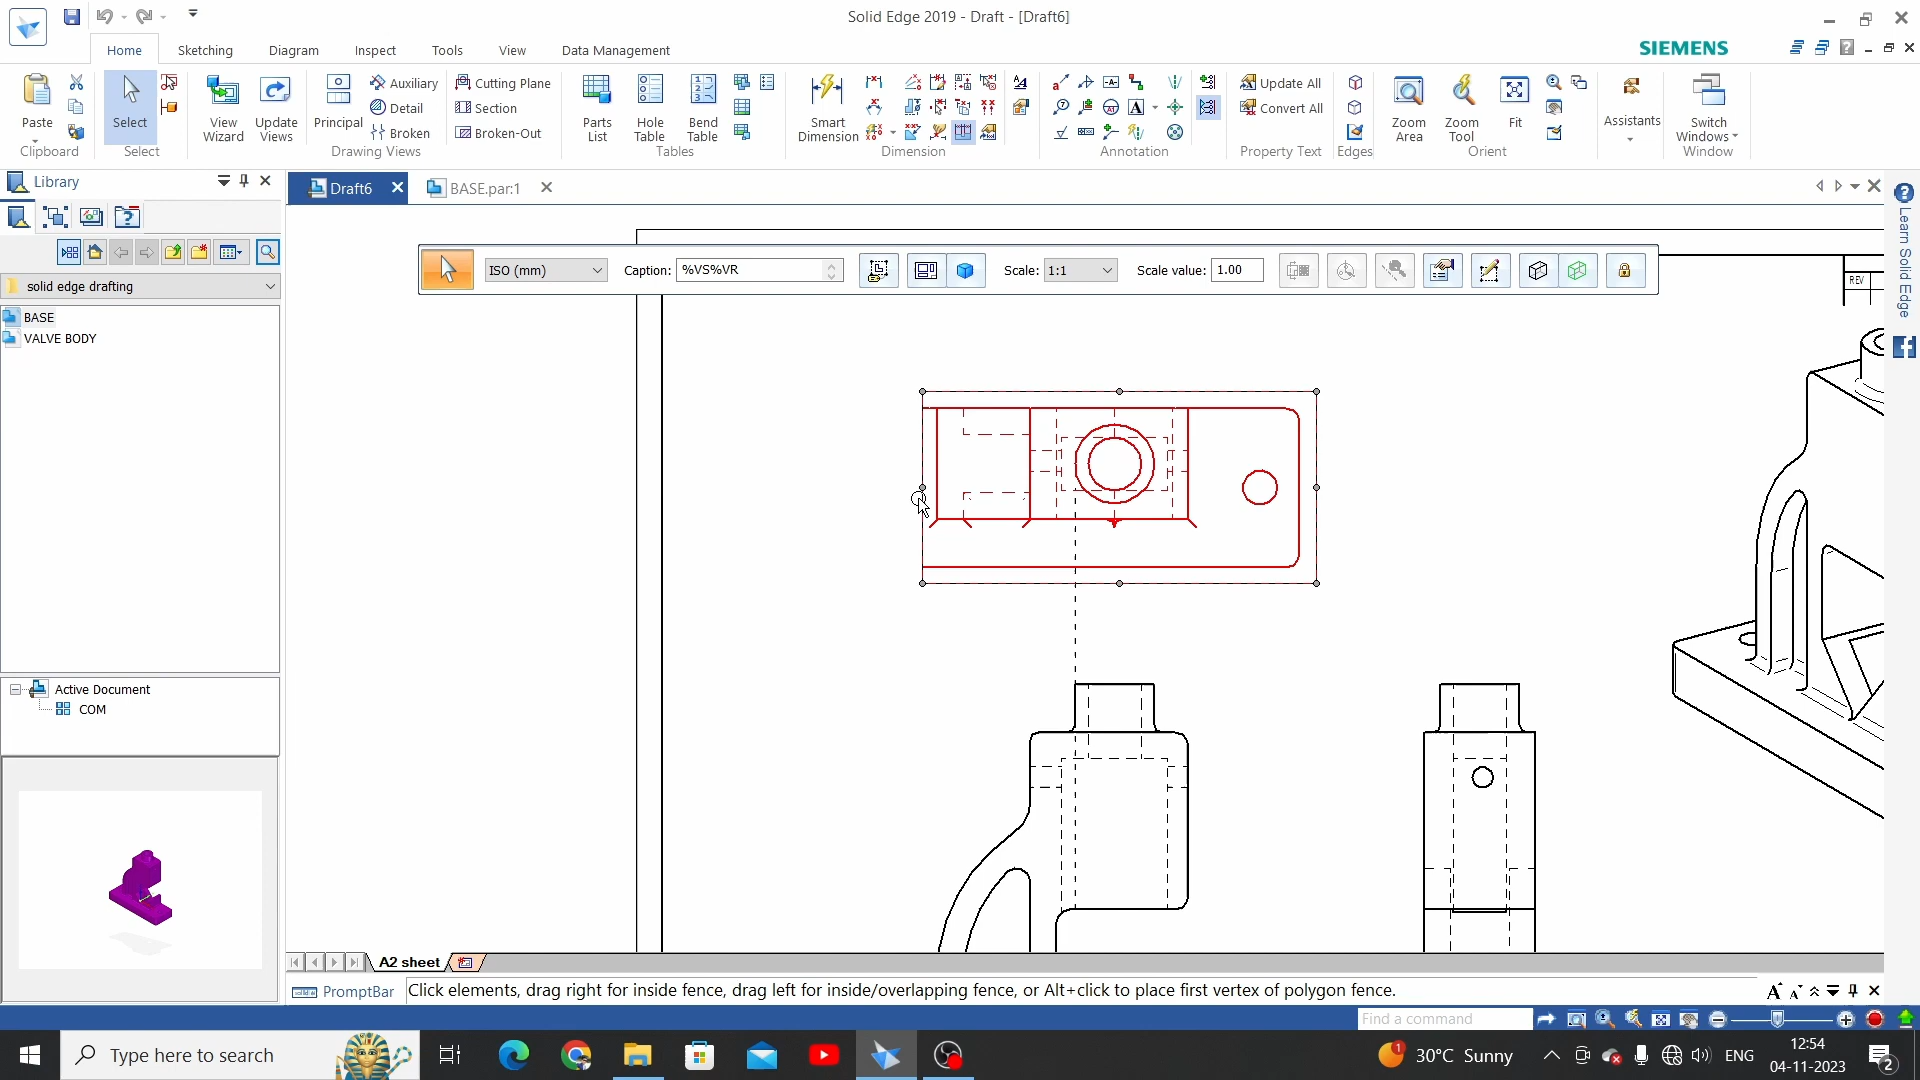 Solid Edge 2019 - Draft - [Draft6]
Home
Sketching
Diagram
Inspect
Tools
View
Data Management
SIEMENS
Paste
Clipboard
Select
Select
View Wizard
Update Views
Principal
Auxiliary
Detail
Broken
Cutting Plane
Section
Broken-Out
Drawing Views
Parts List
Hole Table
Bend Table
Tables
Smart Dimension
Dimension
Annotation
Update All
Convert All
Property Text
Edges
Zoom Area
Zoom Tool
Fit
Orient
Assistants
Switch Windows
Window
Library
Draft6
BASE.par:1
Learn Solid Edge
solid edge drafting
BASE
VALVE BODY
ISO (mm)
Caption:
%VS%VR
Scale:
1:1
Scale value:
1.00
REV
Active Document
COM
A2 sheet
PromptBar
Click elements, drag right for inside fence, drag left for inside/overlapping fence, or Alt+click to place first vertex of polygon fence.
Find a command
Type here to search
30°C Sunny
ENG
12:54
04-11-2023
2